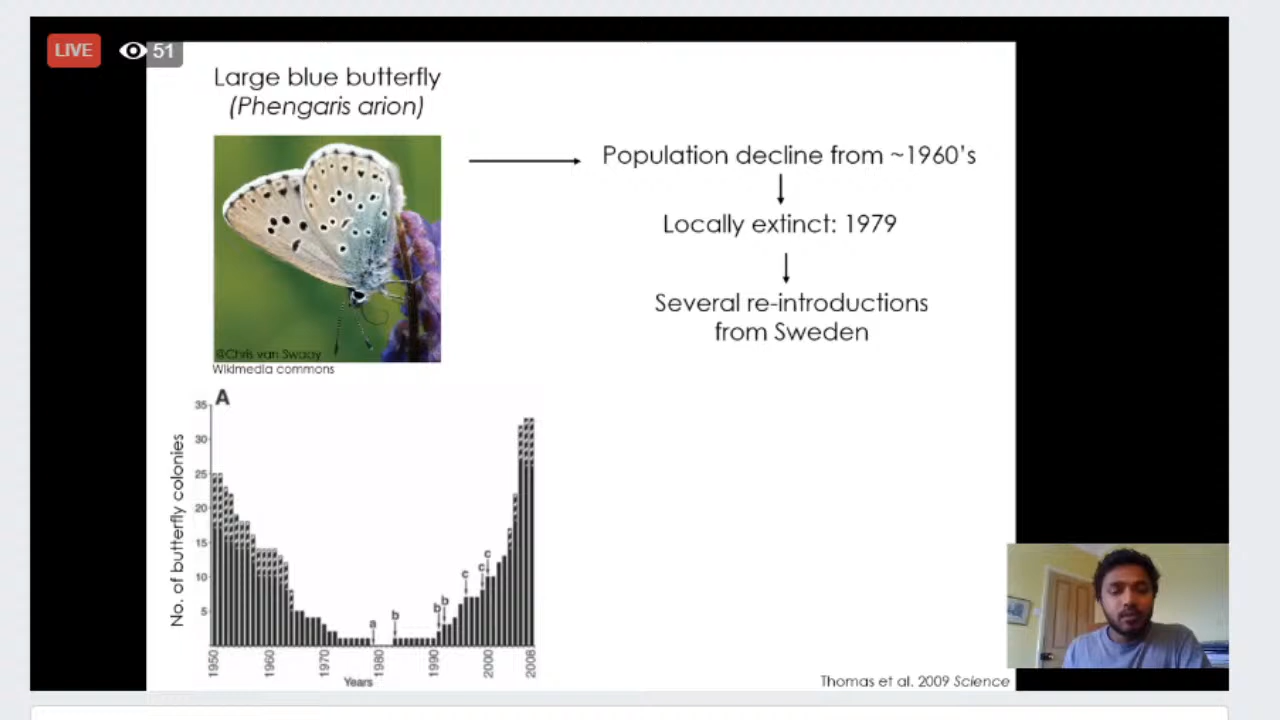 LIVE 51
Large blue butterfly
(Phengaris arion)
Population decline from ~1960's
Locally extinct: 1979
Several re-introductions
from Sweden
©Chris van Swaay
Wikimedia commons
A
No. of butterfly colonies
35
30
25
20
15
10
5
a
b
b
b
c
c
c
1950
1960
1970
1980
1990
2000
2008
Years
Thomas et al. 2009 Science